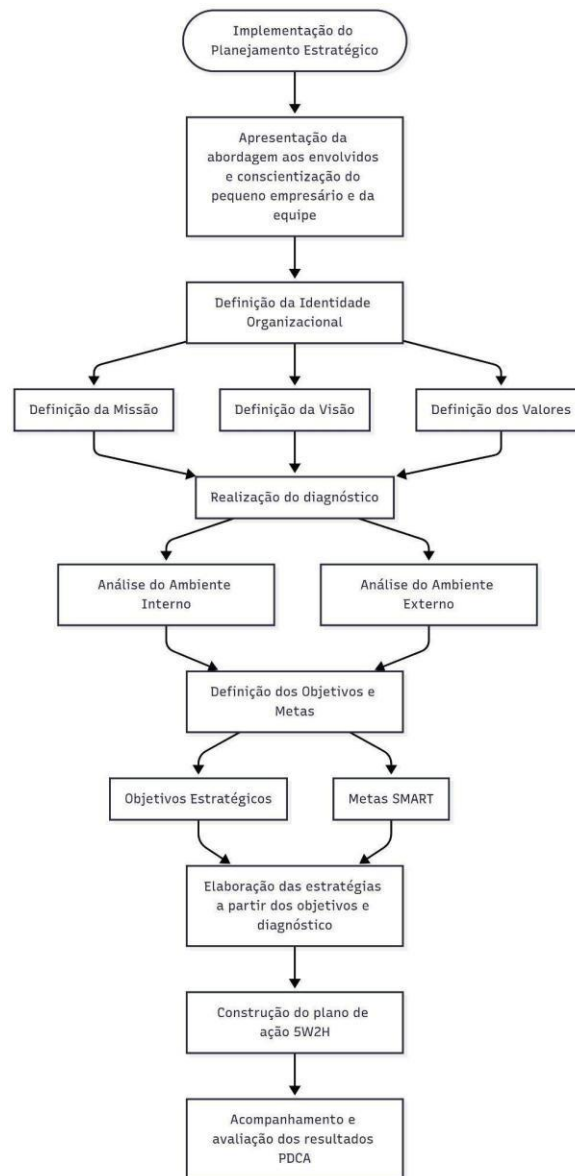 Implementação do
Planejamento Estratégico
Apresentação da
abordagem aos envolvidos
e conscientização do
pequeno empresário e da
equipe
Definição da Identidade
Organizacional
Definição da Missão
Definição da Visão
Definição dos Valores
Realização do diagnóstico
Análise do Ambiente
Interno
Análise do Ambiente
Externo
Definição dos Objetivos e
Metas
Objetivos Estratégicos
Metas SMART
Elaboração das estratégias
a partir dos objetivos e
diagnóstico
Construção do plano de
ação 5W2H
Acompanhamento e
avaliação dos resultados
PDCA